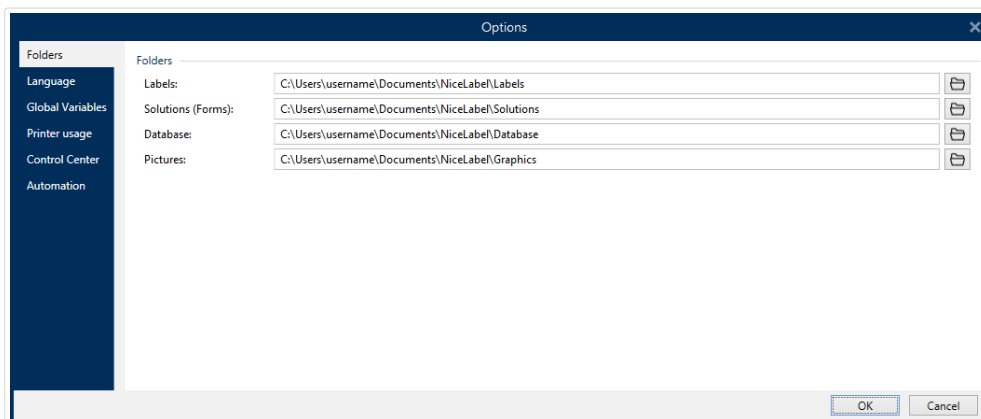 Options
Folders
Language
Global Variables
Printer usage
Control Center
Automation
Folders
Labels: C:\Users\username\Documents\NiceLabel\Labels
Solutions (Forms): C:\Users\username\Documents\NiceLabel\Solutions
Database: C:\Users\username\Documents\NiceLabel\Database
Pictures: C:\Users\username\Documents\NiceLabel\Graphics
OK Cancel